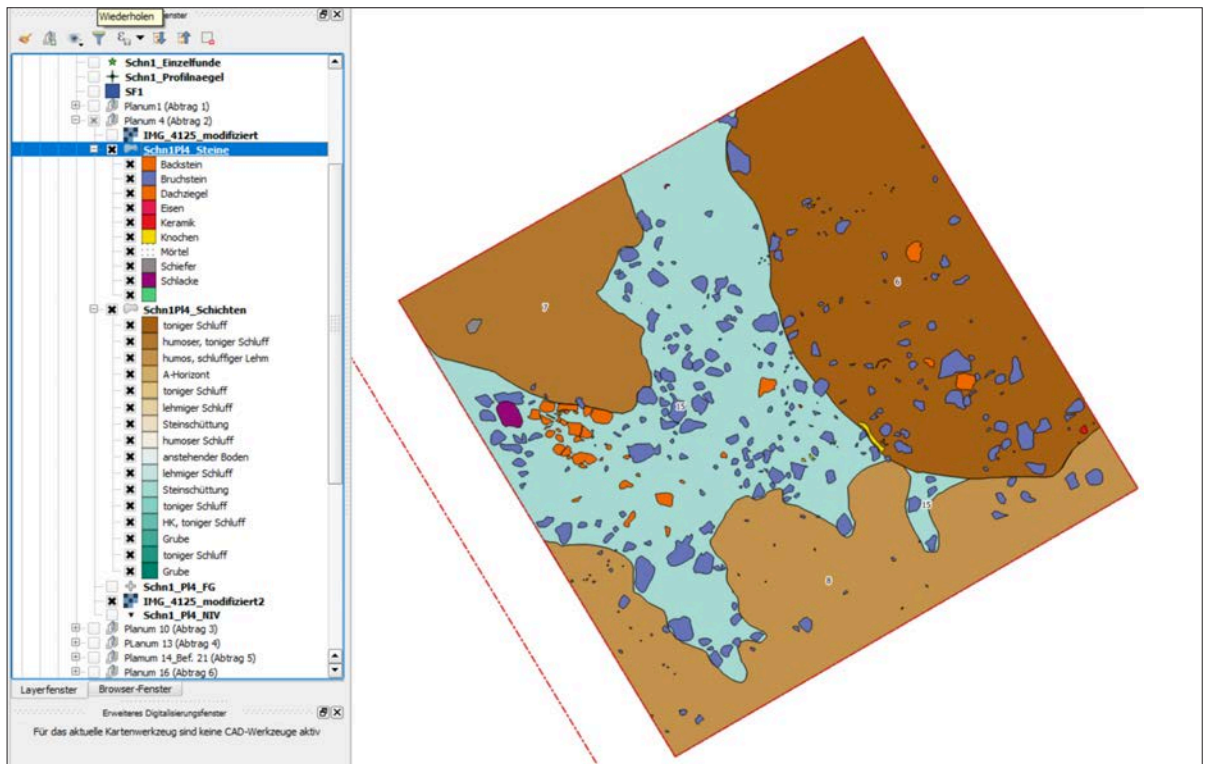 Wiederholen
enster
Schn1_Einzelfunde
Schn1_Profilnaegel
SF1
Planum1 (Abtrag 1)
Planum 4 (Abtrag 2)
IMG_4125_modifiziert
Schn1Pl4_Steine
Backstein
Bruchstein
Dachziegel
Eisen
Keramik
Knochen
Mörtel
Schiefer
Schlacke
Schn1Pl4_Schichten
toniger Schluff
humoser, toniger Schluff
humos, schluffiger Lehm
A-Horizont
toniger Schluff
lehmiger Schluff
Steinschüttung
humoser Schluff
anstehender Boden
lehmiger Schluff
Steinschüttung
toniger Schluff
HK, toniger Schluff
Grube
toniger Schluff
Grube
Schn1_Pl4_FG
IMG_4125_modifiziert2
Schn1_Pl4_NIV
Planum 10 (Abtrag 3)
PLanum 13 (Abtrag 4)
Plamum 14_Bef. 21 (Abtrag 5)
Planum 16 (Abtrag 6)
Layerfenster Browser-Fenster
Erweiteres Digitalisierungsfenster
Für das aktuelle Kartenwerkzeug sind keine CAD-Werkzeuge aktiv
6
7
15
15
8